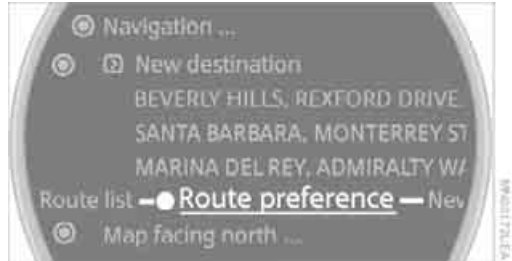 Navigation ...
New destination
BEVERLY HILLS, REXFORD DRIVE
SANTA BARBARA, MONTERREY ST
MARINA DEL REY, ADMIRALTY WA
Route list Route preference New
Map facing north ...